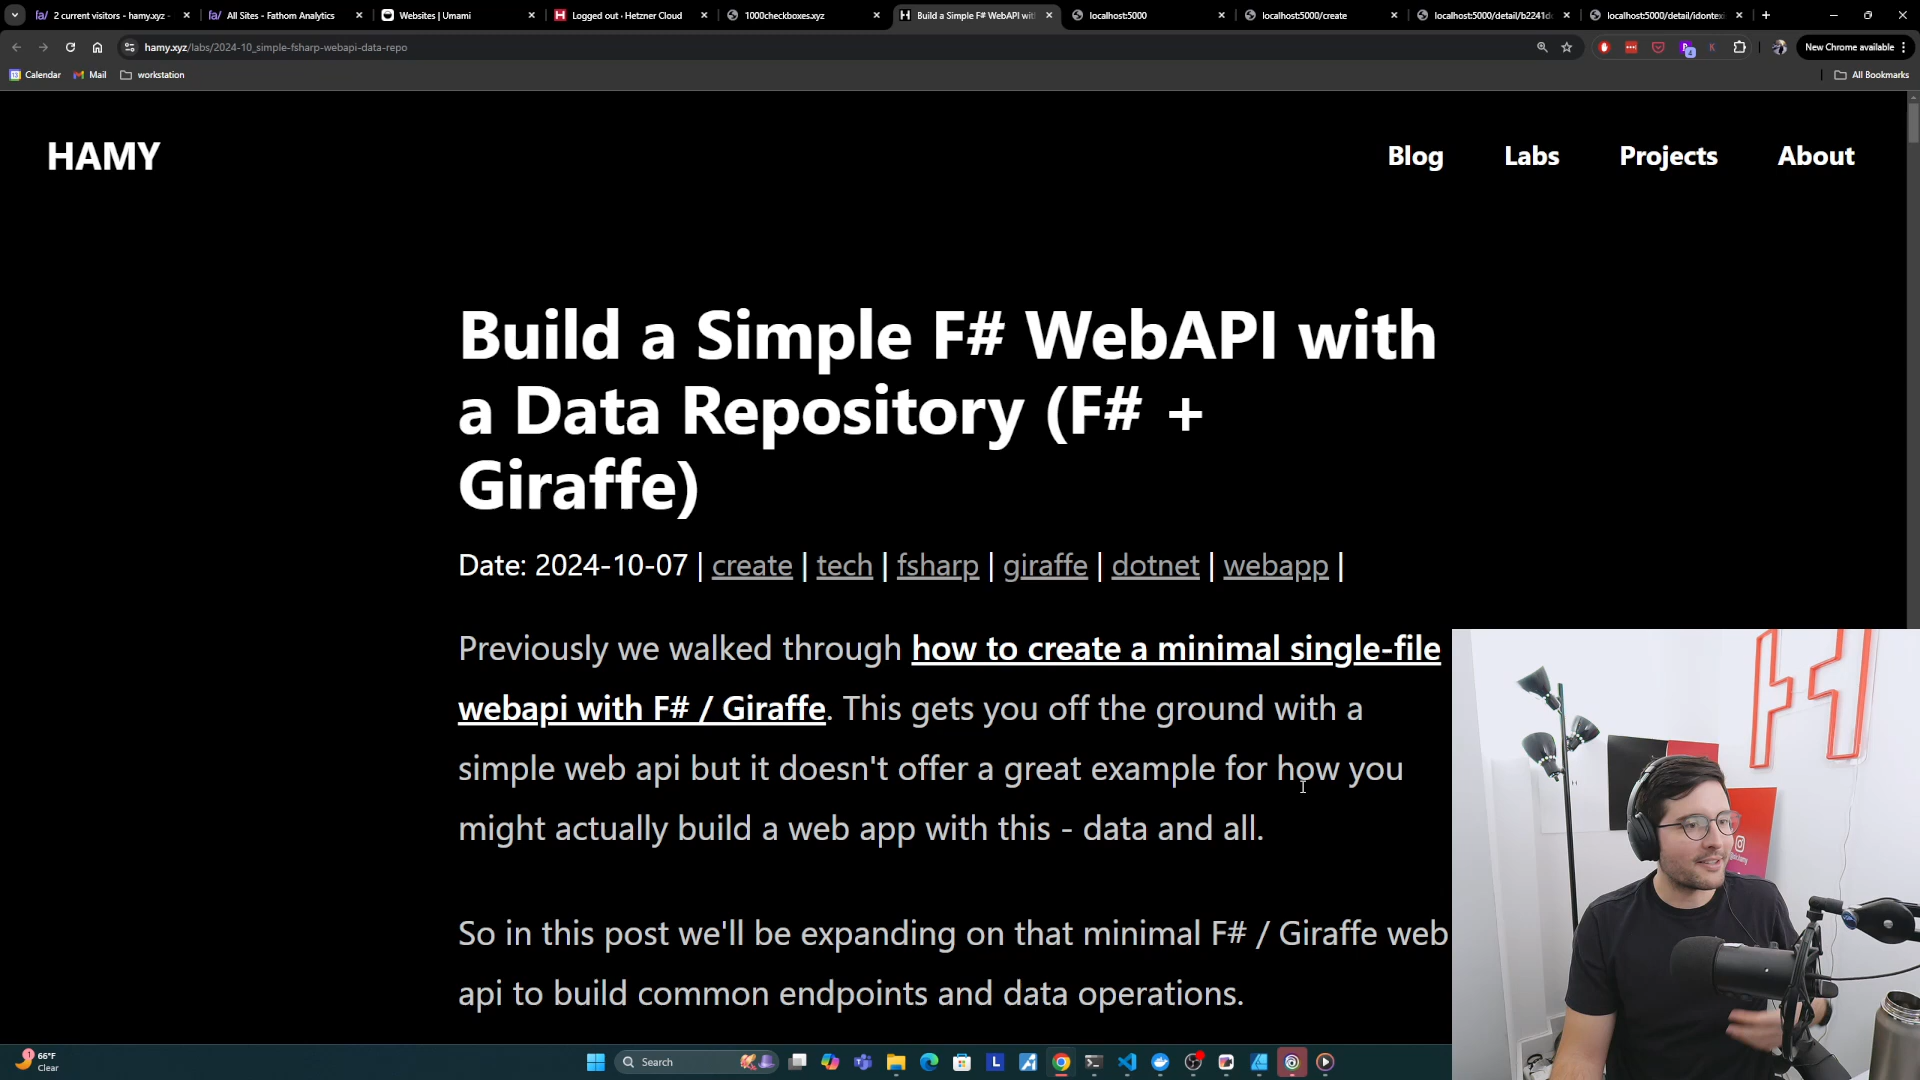 2 current visitors - hamy.xyz -
All Sites - Fathom Analytics
Websites | Umami
Logged out · Hetzner Cloud
1000checkboxes.xyz
Build a Simple F# WebAPI wit
localhost:5000
localhost:5000/create
localhost:5000/detail/b2241d
localhost:5000/detail/idontexi
hamy.xyz/labs/2024-10_simple-fsharp-webapi-data-repo
New Chrome available
Calendar
Mail
workstation
All Bookmarks
HAMY
Blog
Labs
Projects
About
Build a Simple F# WebAPI with
a Data Repository (F# +
Giraffe)
Date: 2024-10-07 | create | tech | fsharp | giraffe | dotnet | webapp |
Previously we walked through how to create a minimal single-file
webapi with F# / Giraffe. This gets you off the ground with a
simple web api but it doesn't offer a great example for how you
might actually build a web app with this - data and all.
So in this post we'll be expanding on that minimal F# / Giraffe web
api to build common endpoints and data operations.
66°F
Clear
Search